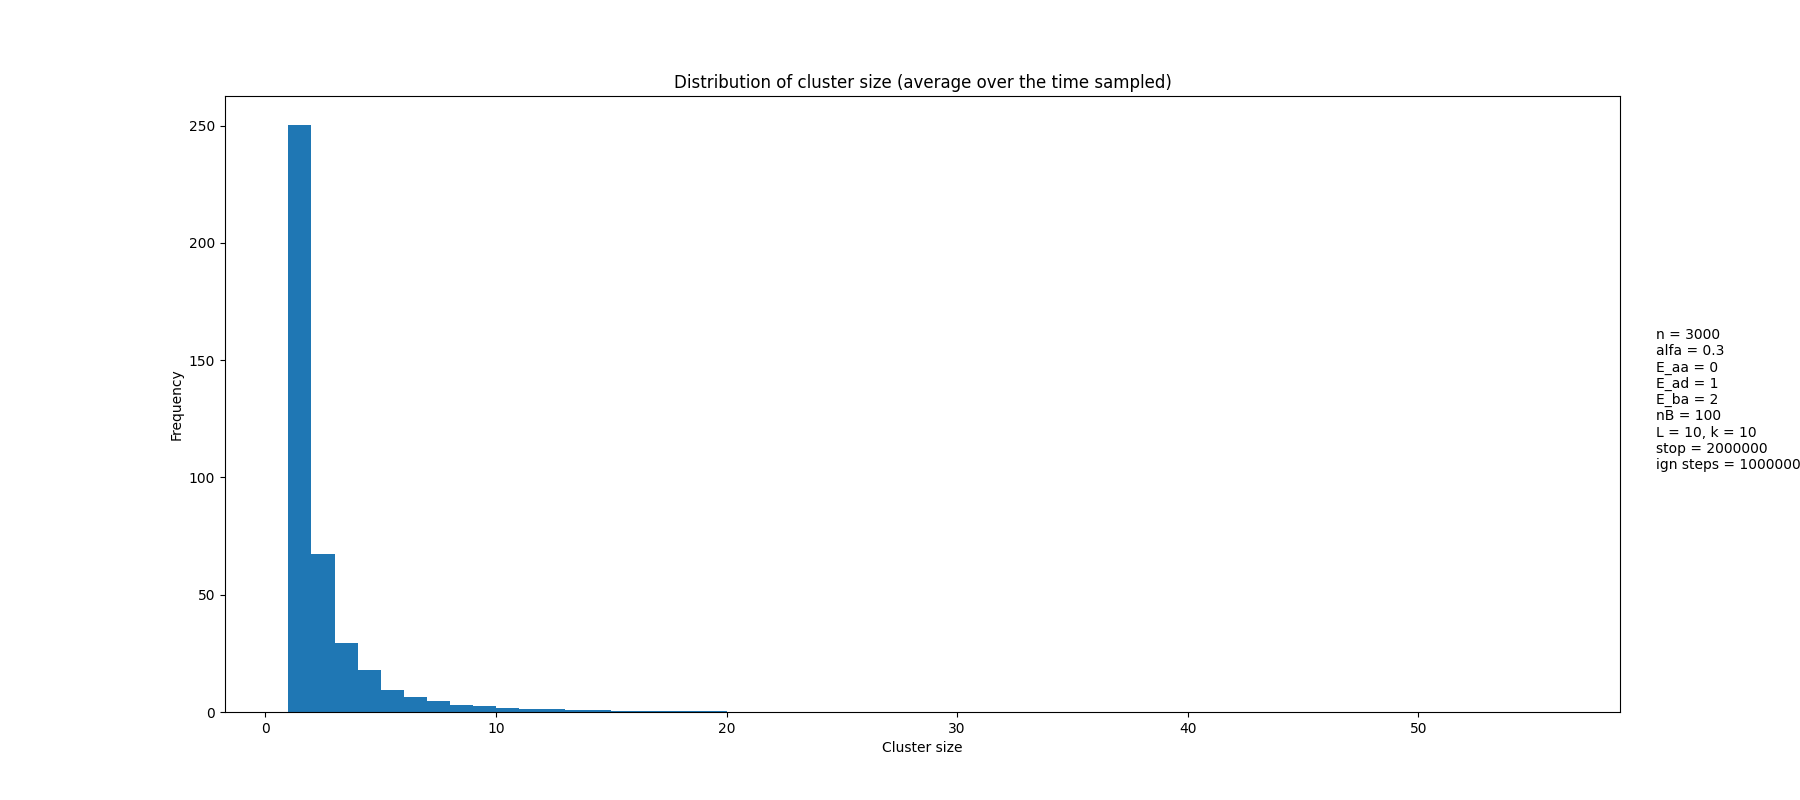 Distribution of cluster size (average over the time sampled)
250
200
150
100
50
0
Frequency
0 10 20 30 40 50
Cluster size
n = 3000
alfa = 0.3
E_aa = 0
E_ad = 1
E_ba = 2
nB = 100
L = 10, k = 10
stop = 2000000
ign steps = 1000000